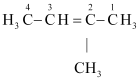 4 3 2 1
H₃C—CH=C—CH₃
|
CH₃